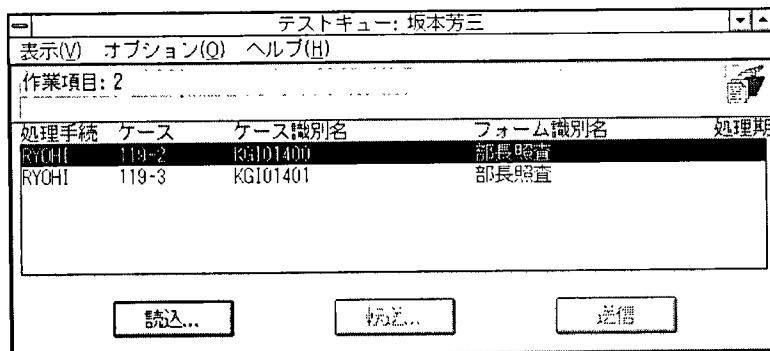 テストキュー: 坂本芳三
表示(V) オプション(O) ヘルプ(H)
作業項目: 2
処理手続 ケース ケース識別名 フォーム識別名 処理期
RYOHI 119-2 KGI01400 部長照査
RYOHI 119-3 KGI01401 部長照査
読込... 転送... 送信